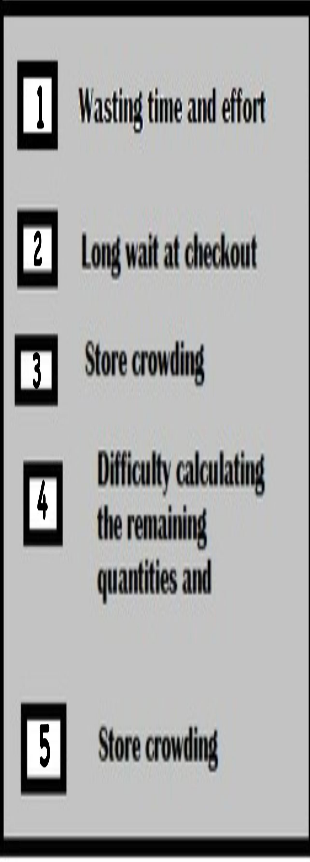 1 Wasting time and effort
2 Long wait at checkout
3 Store crowding
4 Difficulty calculating
the remaining
quantities and
5 Store crowding